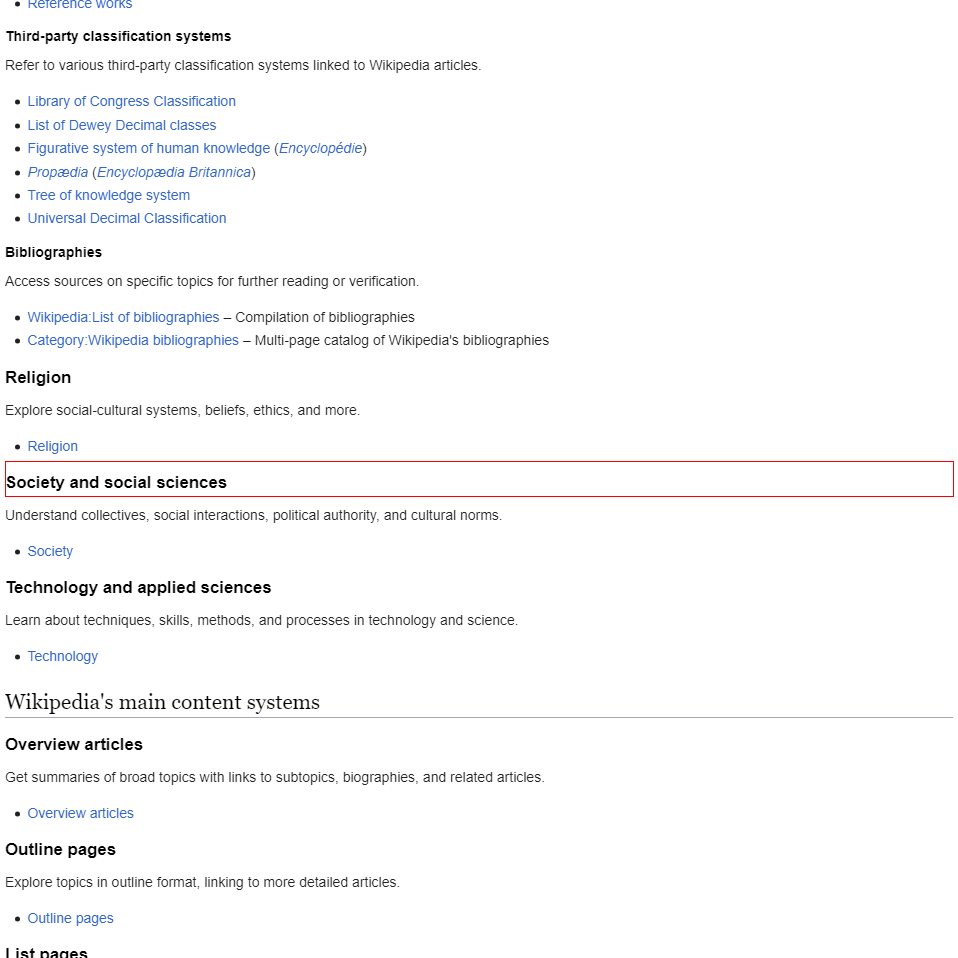 Reference works
Third-party classification systems
Refer to various third-party classification systems linked to Wikipedia articles.
Library of Congress Classification
List of Dewey Decimal classes
Figurative system of human knowledge (Encyclopédie)
Propædia (Encyclopædia Britannica)
Tree of knowledge system
Universal Decimal Classification
Bibliographies
Access sources on specific topics for further reading or verification.
Wikipedia:List of bibliographies – Compilation of bibliographies
Category:Wikipedia bibliographies – Multi-page catalog of Wikipedia's bibliographies
Religion
Explore social-cultural systems, beliefs, ethics, and more.
Religion
Society and social sciences
Understand collectives, social interactions, political authority, and cultural norms.
Society
Technology and applied sciences
Learn about techniques, skills, methods, and processes in technology and science.
Technology
Wikipedia's main content systems
Overview articles
Get summaries of broad topics with links to subtopics, biographies, and related articles.
Overview articles
Outline pages
Explore topics in outline format, linking to more detailed articles.
Outline pages
List pages